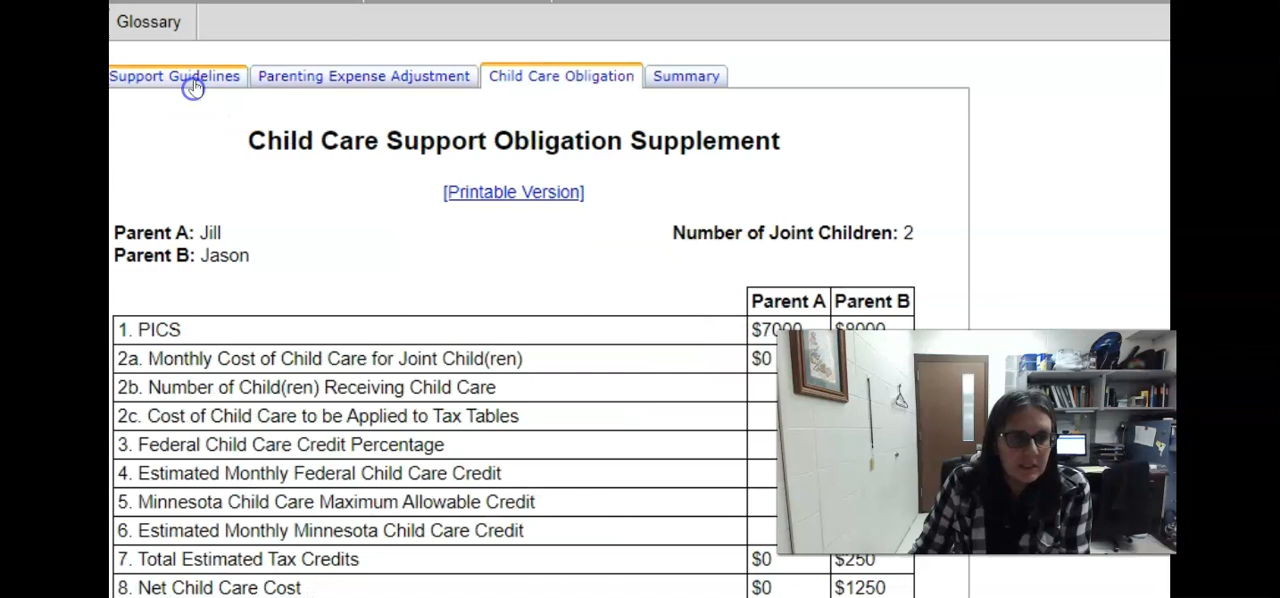 Glossary
Support Guidelines Parenting Expense Adjustment Child Care Obligation Summary
Child Care Support Obligation Supplement
[Printable Version]
Parent A: Jill Number of Joint Children: 2
Parent B: Jason
Parent A Parent B
1. PICS $7000 $8000
2a. Monthly Cost of Child Care for Joint Child(ren) $0
2b. Number of Child(ren) Receiving Child Care
2c. Cost of Child Care to be Applied to Tax Tables
3. Federal Child Care Credit Percentage
4. Estimated Monthly Federal Child Care Credit
5. Minnesota Child Care Maximum Allowable Credit
6. Estimated Monthly Minnesota Child Care Credit
7. Total Estimated Tax Credits $0 $250
8. Net Child Care Cost $0 $1250